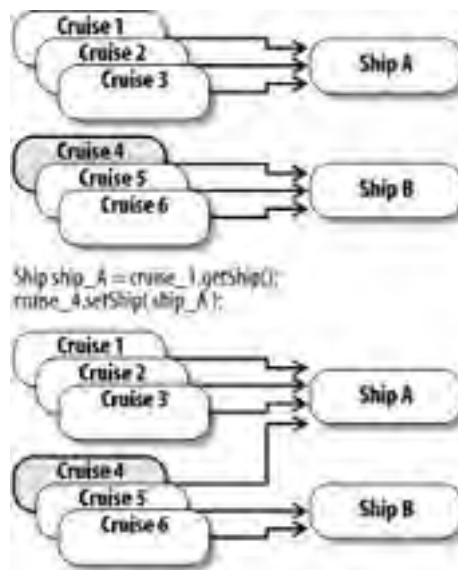 Cruise 1
Cruise 2
Cruise 3
Ship A
Cruise 4
Cruise 5
Cruise 6
Ship B
Ship ship_A = cruise_1.getShip();
cruise_4.setShip( ship_A );
Cruise 1
Cruise 2
Cruise 3
Ship A
Cruise 4
Cruise 5
Cruise 6
Ship B